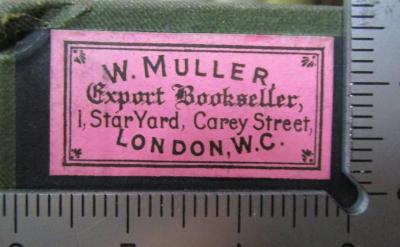 W. MULLER
Export Bookseller,
1, Star Yard, Carey Street,
LONDON, W.C.